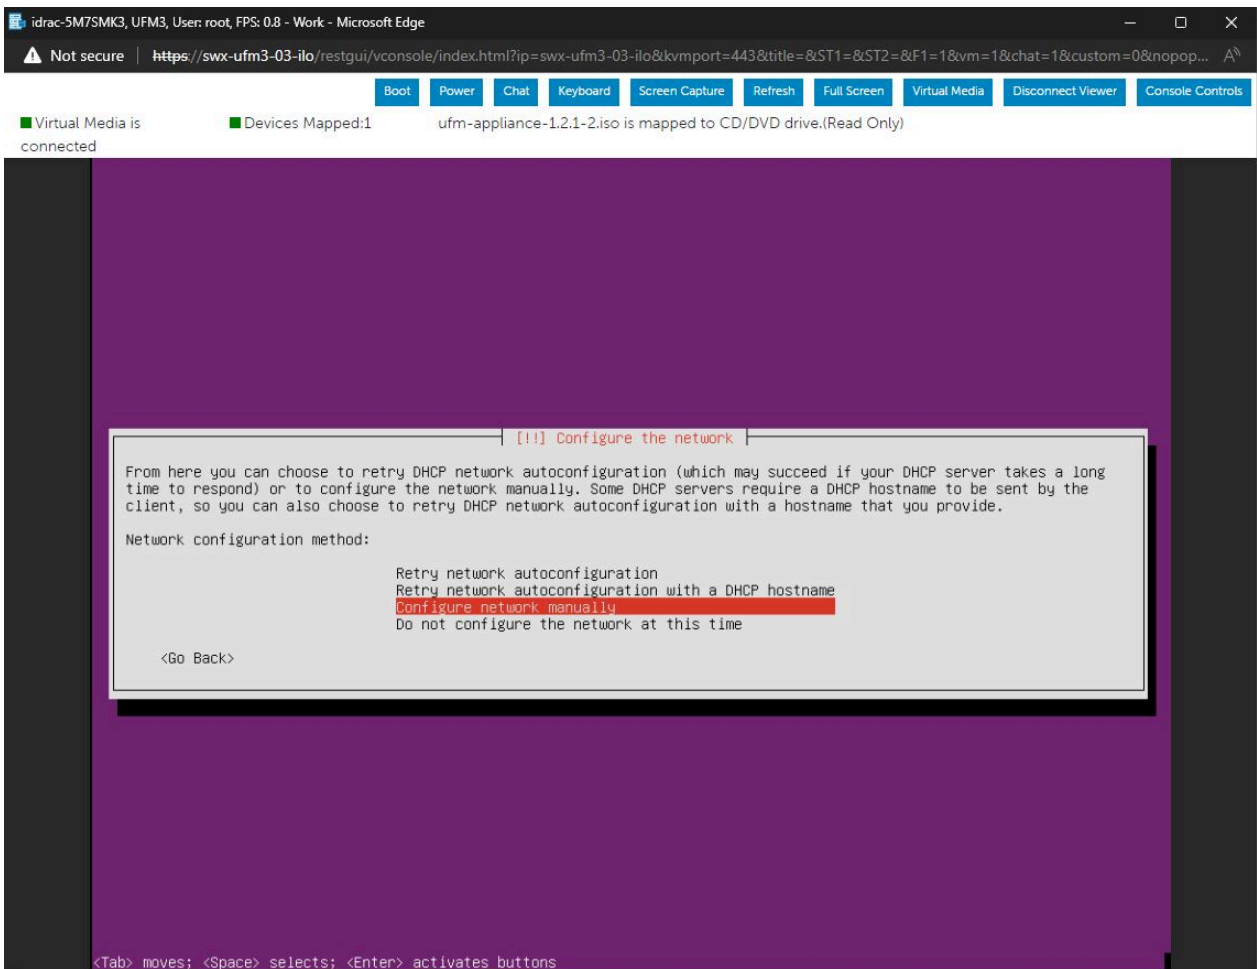 idrac-5M7SMK3, UFM3, User: root, FPS: 0.8 - Work - Microsoft Edge
Not secure | https://swx-ufm3-03-ilo/restgui/vconsole/index.html?ip=swx-ufm3-03-ilo&kvmport=443&title=&ST1=&ST2=&F1=1&vm=1&chat=1&custom=0&nopop...
Boot Power Chat Keyboard Screen Capture Refresh Full Screen Virtual Media Disconnect Viewer Console Controls
Virtual Media is connected
Devices Mapped:1
ufm-appliance-1.2.1-2.iso is mapped to CD/DVD drive.(Read Only)
[!!] Configure the network
From here you can choose to retry DHCP network autoconfiguration (which may succeed if your DHCP server takes a long
time to respond) or to configure the network manually. Some DHCP servers require a DHCP hostname to be sent by the
client, so you can also choose to retry DHCP network autoconfiguration with a hostname that you provide.
Network configuration method:
Retry network autoconfiguration
Retry network autoconfiguration with a DHCP hostname
Configure network manually
Do not configure the network at this time
<Go Back>
<Tab> moves; <Space> selects; <Enter> activates buttons